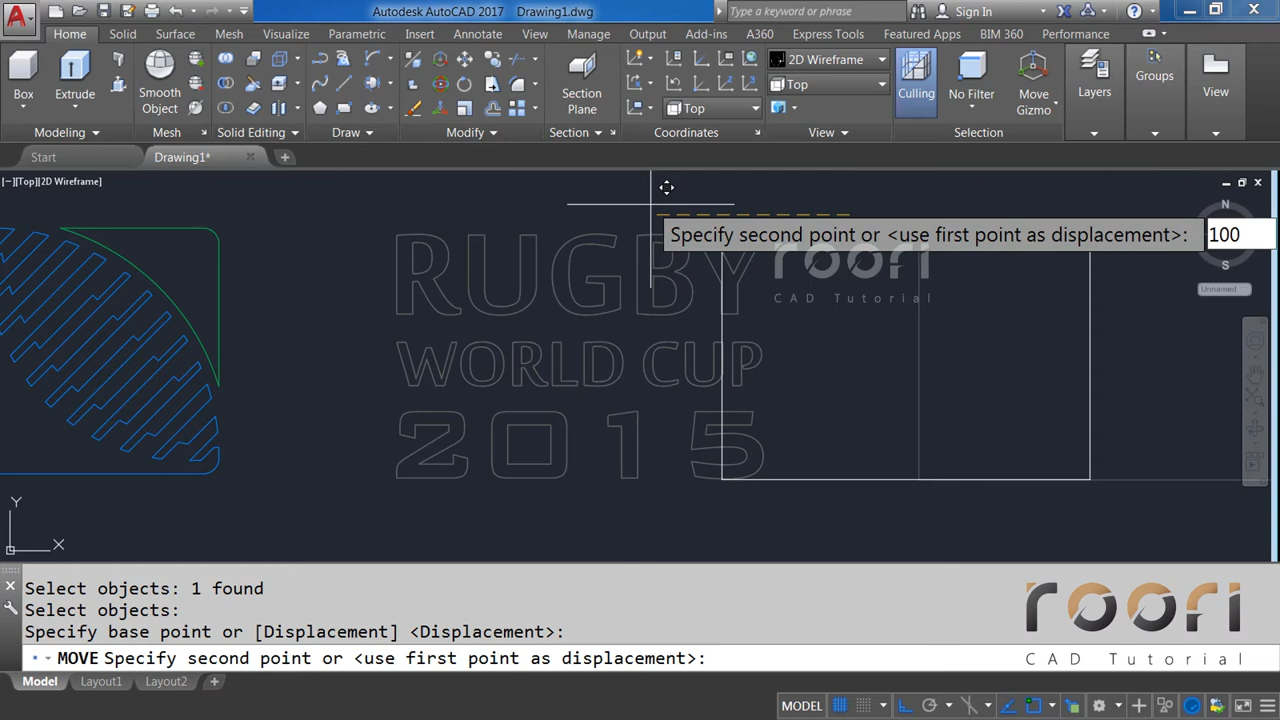 Autodesk AutoCAD 2017 Drawing1.dwg
Type a keyword or phrase
Sign In
Home Solid Surface Mesh Visualize Parametric Insert Annotate View Manage Output Add-ins A360 Express Tools Featured Apps BIM 360 Performance
Box
Extrude
Smooth
Object
Section
Plane
2D Wireframe
Top
Top
Culling
No Filter
Move
Gizmo
Layers
Groups
View
Modeling
Mesh
Solid Editing
Draw
Modify
Section
Coordinates
View
Selection
Start
Drawing1*
[−][Top][2D Wireframe]
N
Specify second point or <use first point as displacement>: 100
S
Unnamed
RUGBY
WORLD CUP
2015
roori
CAD Tutorial
Y
X
Select objects: 1 found
Select objects:
Specify base point or [Displacement] <Displacement>:
MOVE Specify second point or <use first point as displacement>:
roori
CAD Tutorial
Model Layout1 Layout2 +
MODEL